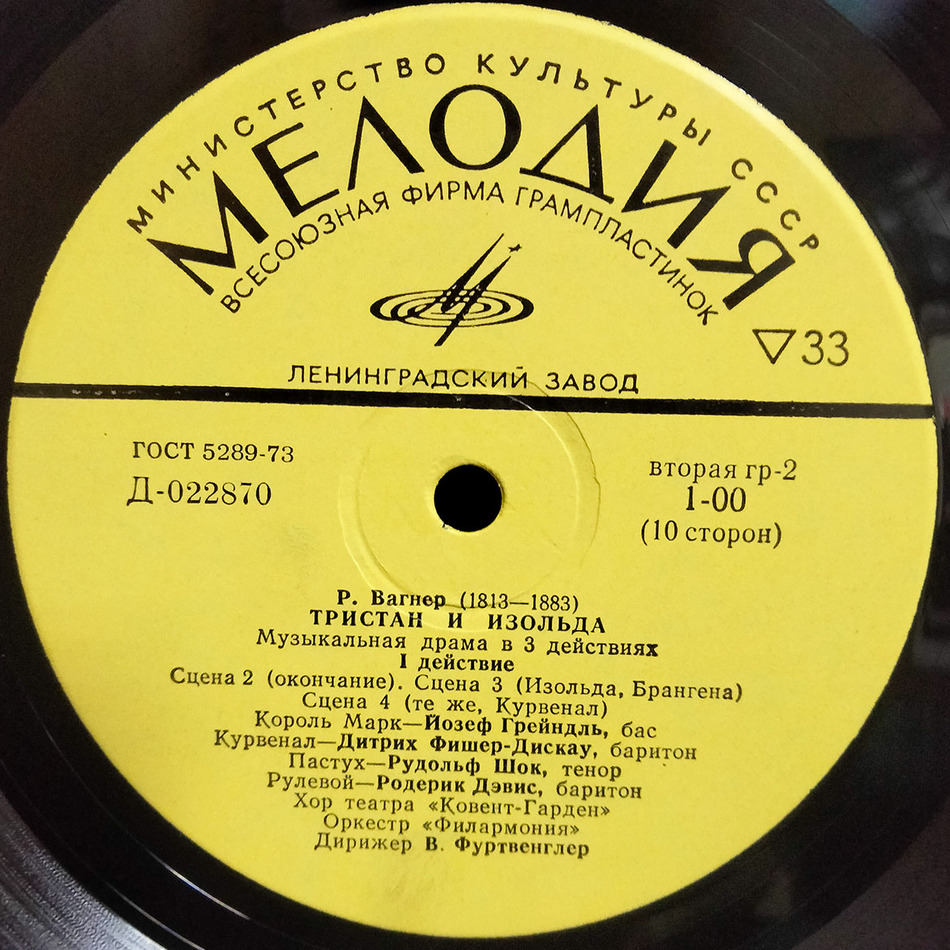 МИНИСТЕРСТВО КУЛЬТУРЫ СССР
МЕЛОДИЯ
ВСЕСОЮЗНАЯ ФИРМА ГРАМПЛАСТИНОК
▽33
ЛЕНИНГРАДСКИЙ ЗАВОД
ГОСТ 5289-73
Д-022870
вторая гр-2
1-00
(10 сторон)
Р. Вагнер (1813—1883)
ТРИСТАН И ИЗОЛЬДА
Музыкальная драма в 3 действиях
I действие
Сцена 2 (окончание). Сцена 3 (Изольда, Брангена)
Сцена 4 (те же, Курвенал)
Король Марк—Йозеф Грейндль, бас
Курвенал—Дитрих Фишер-Дискау, баритон
Пастух—Рудольф Шок, тенор
Рулевой—Родерик Дэвис, баритон
Хор театра «Ковент-Гарден»
Оркестр «Филармония»
Дирижер В. Фуртвенглер